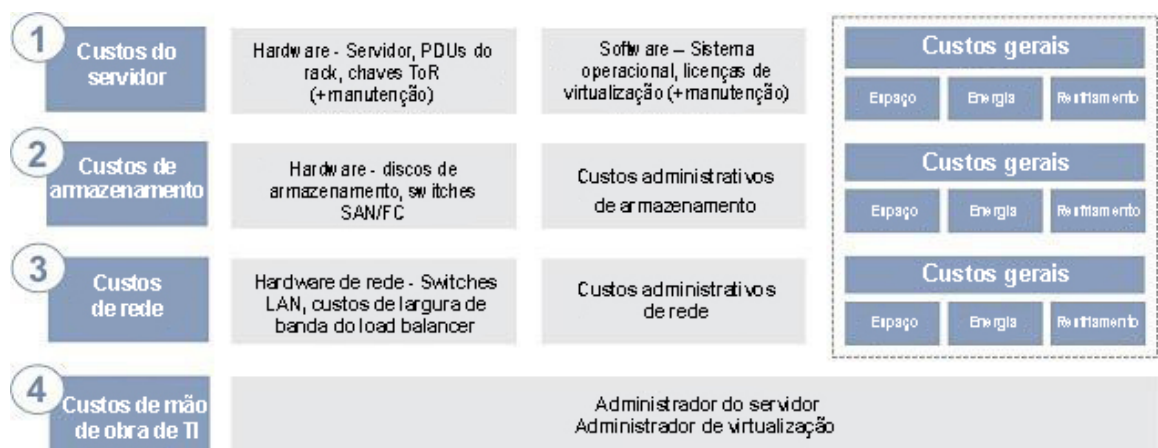 1
Custos do
servidor
Hardware - Servidor, PDUs do
rack, chaves ToR
(+manutenção)
Software – Sistema
operacional, licenças de
virtualização (+manutenção)
Custos gerais
Espaço
Energia
Resfriamento
2
Custos de
armazenamento
Hardware - discos de
armazenamento, switches
SAN/FC
Custos administrativos
de armazenamento
Custos gerais
Espaço
Energia
Resfriamento
3
Custos
de rede
Hardware de rede - Switches
LAN, custos de largura de
banda do load balancer
Custos administrativos
de rede
Custos gerais
Espaço
Energia
Resfriamento
4
Custos de mão
de obra de TI
Administrador do servidor
Administrador de virtualização